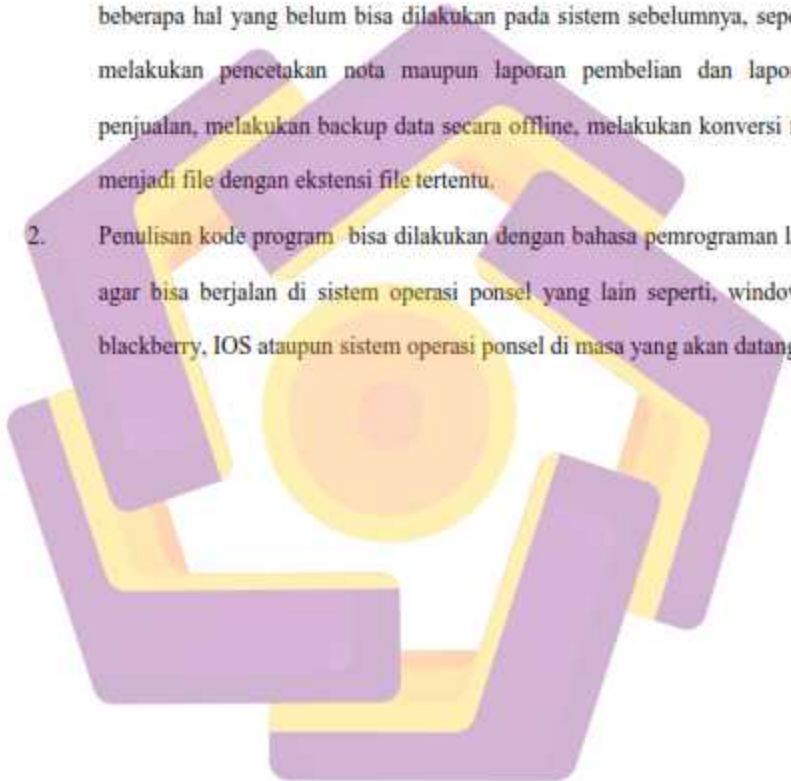 beberapa hal yang belum bisa dilakukan pada sistem sebelumnya,
melakukan pencetakan nota maupun laporan pembelian dan
penjualan, melakukan backup data secara offline, melakukan konversi
menjadi file dengan ekstensi file tertentu.
2. Penulisan kode program bisa dilakukan dengan bahasa pemrograman
agar bisa berjalan di sistem operasi ponsel yang lain seperti,
blackberry, IOS ataupun sistem operasi ponsel di masa yang akan datang